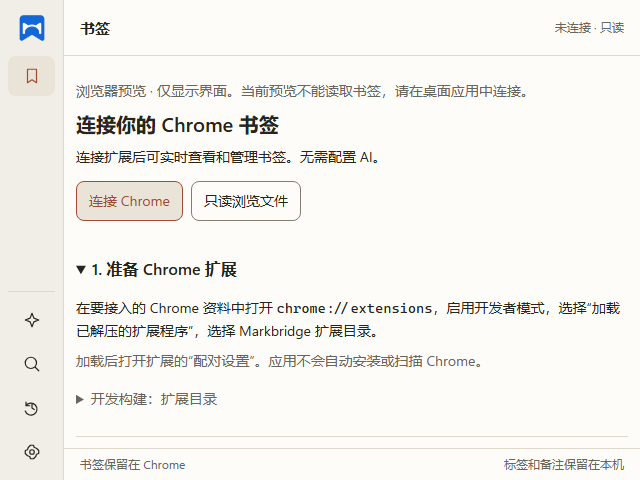 书签
未连接 · 只读
浏览器预览 · 仅显示界面。当前预览不能读取书签，请在桌面应用中连接。
连接你的 Chrome 书签
连接扩展后可实时查看和管理书签。无需配置 AI。
连接 Chrome
只读浏览文件
▼ 1. 准备 Chrome 扩展
在要接入的 Chrome 资料中打开 chrome://extensions，启用开发者模式，选择“加载
已解压的扩展程序”，选择 Markbridge 扩展目录。
加载后打开扩展的“配对设置”。应用不会自动安装或扫描 Chrome。
▶ 开发构建：扩展目录
书签保留在 Chrome
标签和备注保留在本机